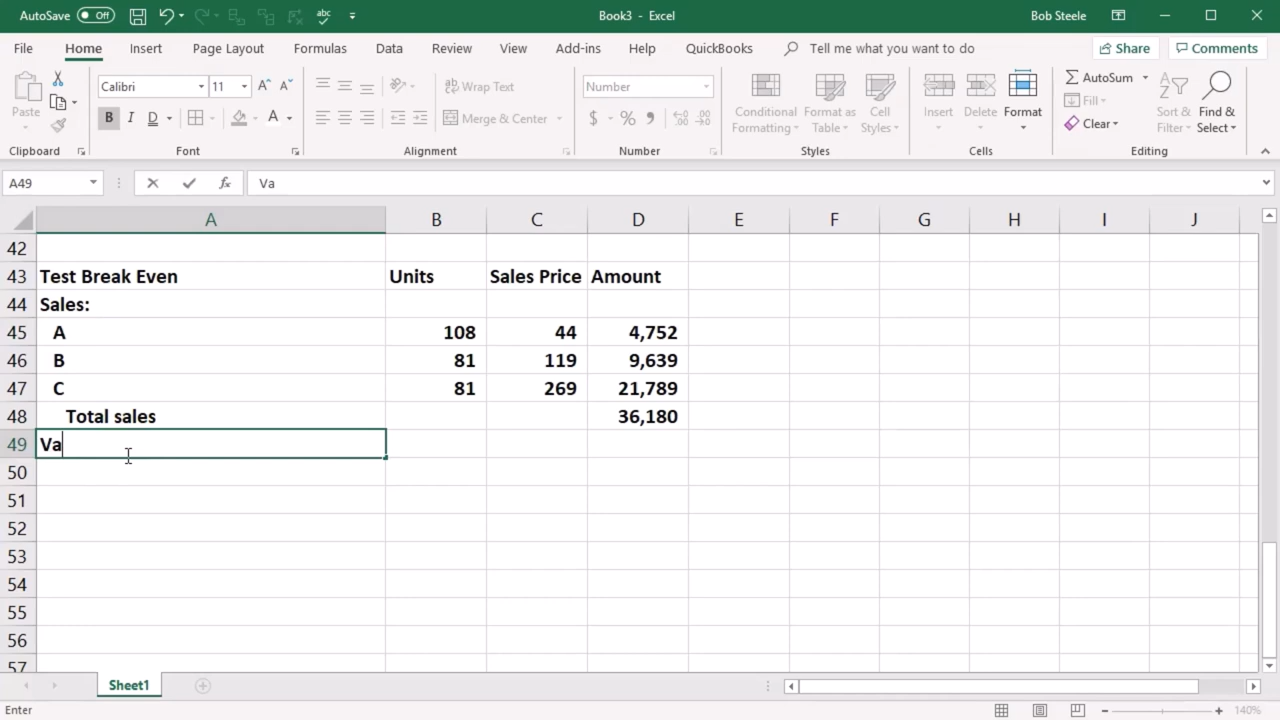 AutoSave Off abc Book3 - Excel Bob Steele
File Home Insert Page Layout Formulas Data Review View Add-ins Help QuickBooks Tell me what you want to do Share Comments
Paste Calibri 11 A A ab Wrap Text Number Conditional Formatting Format as Table Cell Styles Insert Delete Format AutoSum Sort & Filter Find & Select
B I D A Merge & Center $ % Fill Clear
Clipboard Font Alignment Number Styles Cells Editing
A49 fx Va
A B C D E F G H I J
42
43 Test Break Even Units Sales Price Amount
44 Sales:
45 A 108 44 4,752
46 B 81 119 9,639
47 C 81 269 21,789
48 Total sales 36,180
49 Va
50
51
52
53
54
55
56
57
Sheet1
Enter 140%